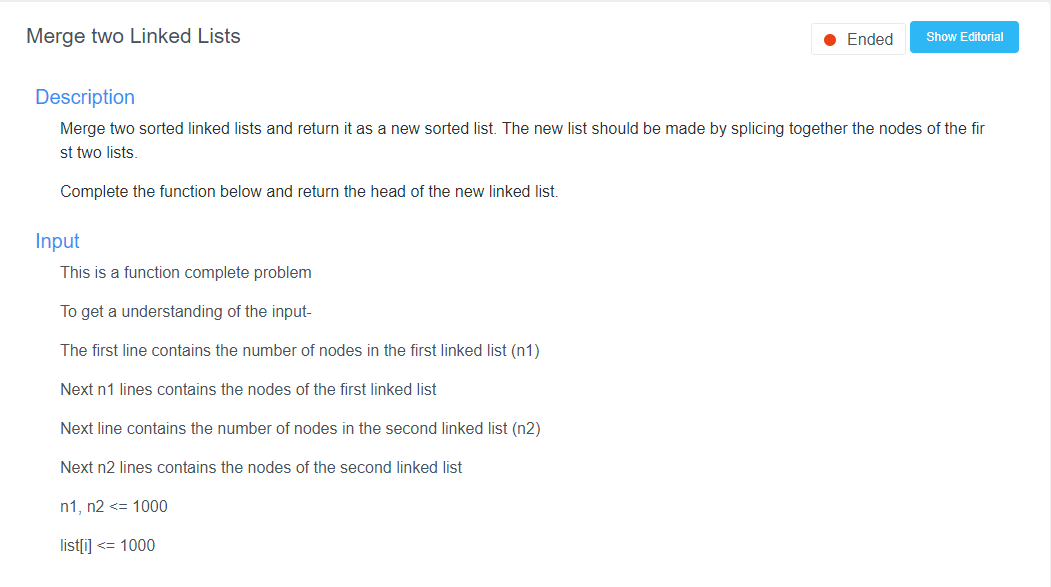 Merge two Linked Lists
Ended
Show Editorial
Description
Merge two sorted linked lists and return it as a new sorted list. The new list should be made by splicing together the nodes of the fir
st two lists.
Complete the function below and return the head of the new linked list.
Input
This is a function complete problem
To get a understanding of the input-
The first line contains the number of nodes in the first linked list (n1)
Next n1 lines contains the nodes of the first linked list
Next line contains the number of nodes in the second linked list (n2)
Next n2 lines contains the nodes of the second linked list
n1, n2 <= 1000
list[i] <= 1000